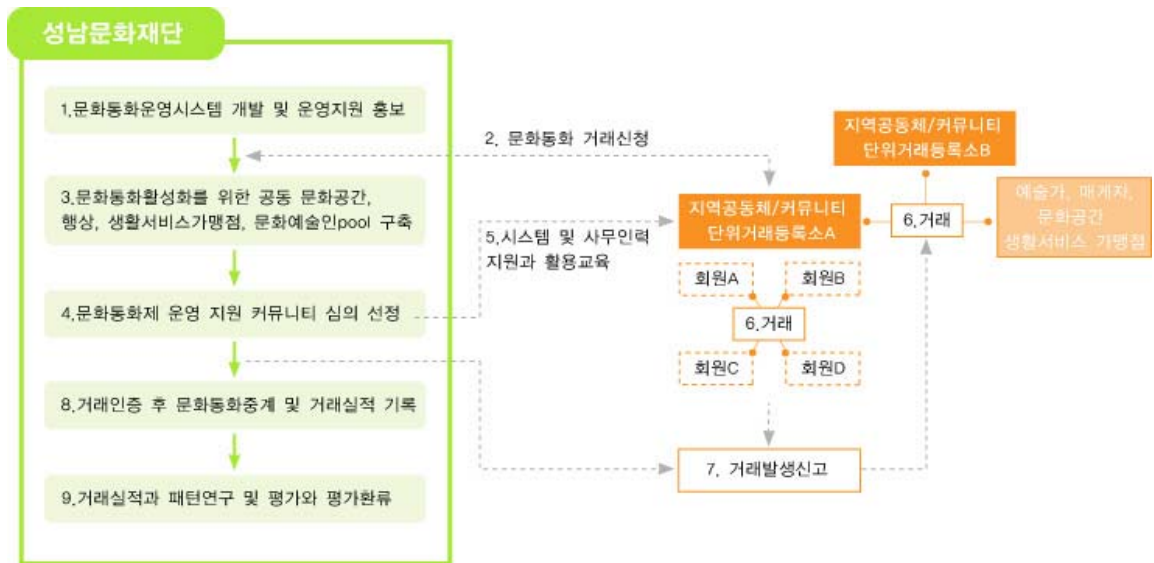 성남문화재단
1.문화통화운영시스템 개발 및 운영지원 홍보
2. 문화통화 거래신청
3.문화통화활성화를 위한 공동 문화공간,
행상, 생활서비스가맹점, 문화예술인pool 구축
4.문화통화제 운영 지원 커뮤니티 심의 선정
5.시스템 및 사무인력
지원과 활용교육
지역공동체/커뮤니티
단위거래등록소A
지역공동체/커뮤니티
단위거래등록소B
6.거래
예술가, 매게자,
문화공간
생활서비스 가맹점
회원A
회원B
6.거래
회원C
회원D
7. 거래발생신고
8.거래인증 후 문화통화중계 및 거래실적 기록
9.거래실적과 패턴연구 및 평가와 평가환류